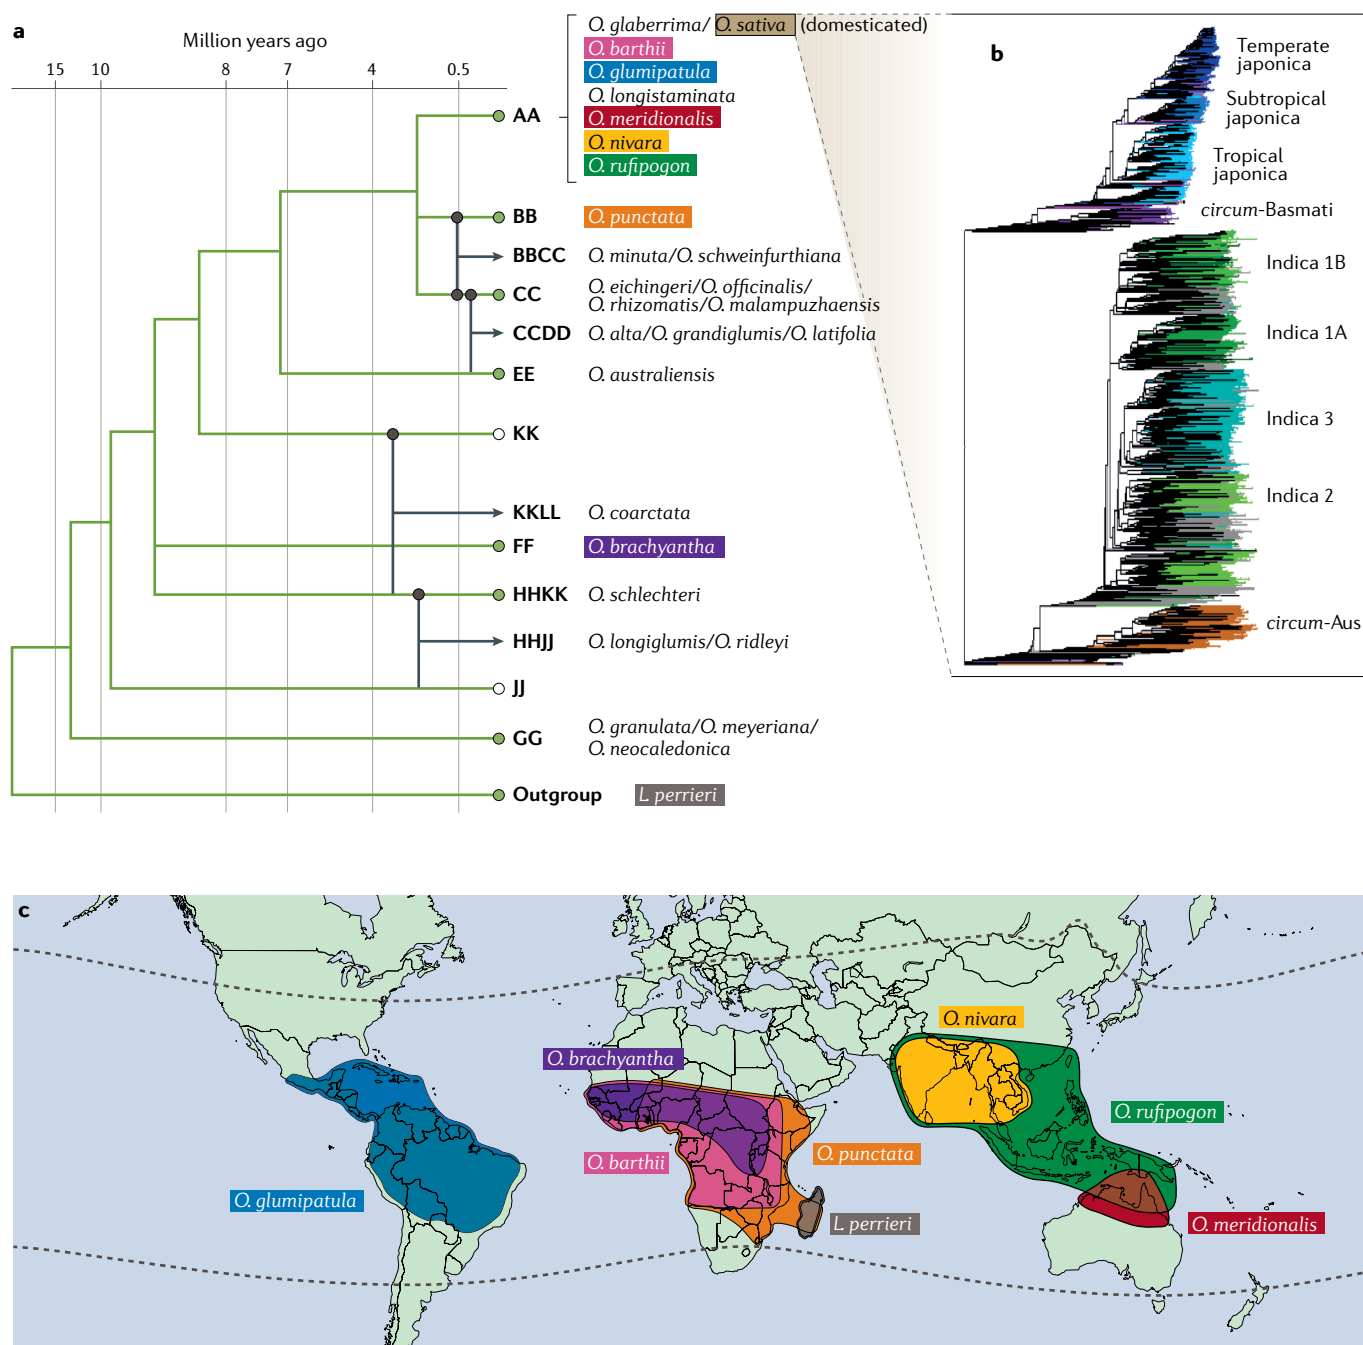 a
Million years ago
15 10 8 7 4 0.5
AA
O. glaberrima/ O. sativa (domesticated)
O. barthii
O. glumipatula
O. longistaminata
O. meridionalis
O. nivara
O. rufipogon
BB O. punctata
BBCC O. minuta/O. schweinfurthiana
CC O. eichingeri/O. officinalis/
O. rhizomatis/O. malampuzhaensis
CCDD O. alta/O. grandiglumis/O. latifolia
EE O. australiensis
KK
KKLL O. coarctata
FF O. brachyantha
HHKK O. schlechteri
HHJJ O. longiglumis/O. ridleyi
JJ
GG O. granulata/O. meyeriana/
O. neocaledonica
Outgroup L. perrieri
b
Temperate
japonica
Subtropical
japonica
Tropical
japonica
circum-Basmati
Indica 1B
Indica 1A
Indica 3
Indica 2
circum-Aus
c
O. nivara
O. brachyantha
O. rufipogon
O. punctata
O. barthii
O. glumipatula
L. perrieri
O. meridionalis